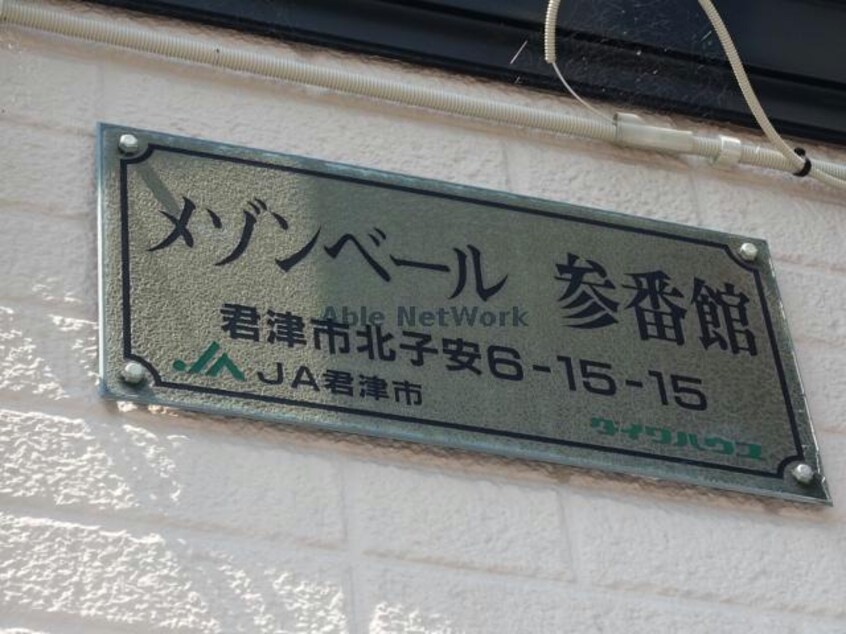 メゾンベール 参番館
Able NetWork
君津市北子安6-15-15
JA JA君津市
ダイワハウス